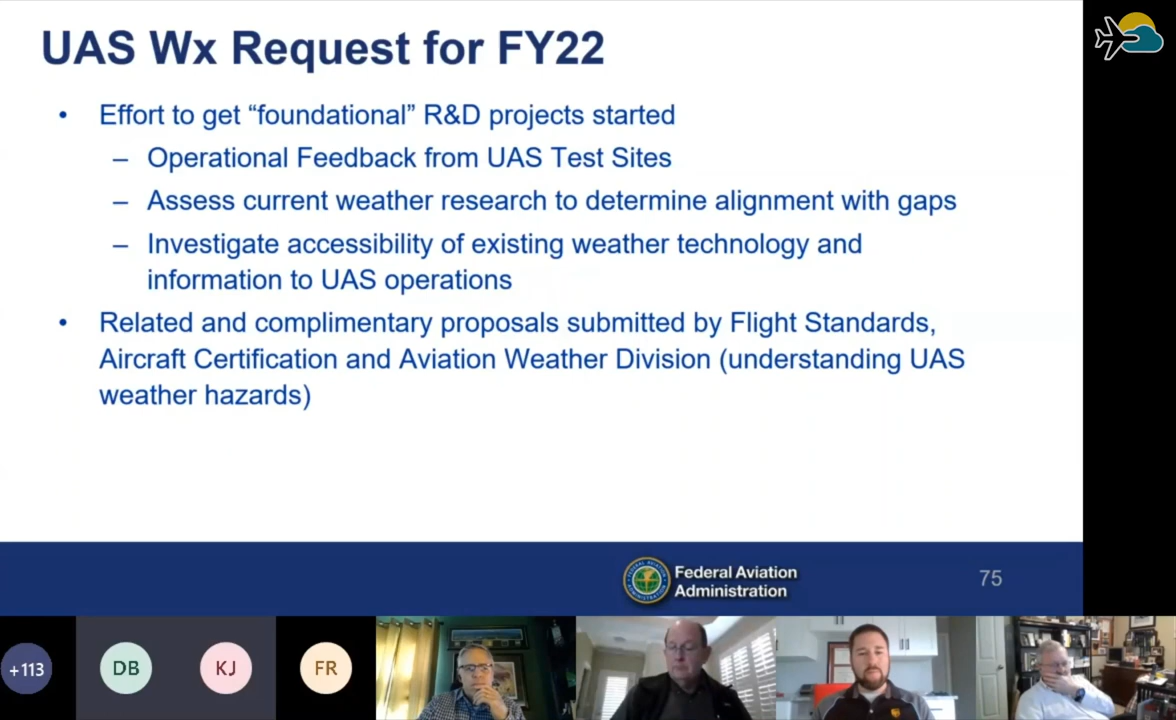 UAS Wx Request for FY22
• Effort to get “foundational” R&D projects started
– Operational Feedback from UAS Test Sites
– Assess current weather research to determine alignment with gaps
– Investigate accessibility of existing weather technology and
information to UAS operations
• Related and complimentary proposals submitted by Flight Standards,
Aircraft Certification and Aviation Weather Division (understanding UAS
weather hazards)
Federal Aviation
Administration
75
+113
DB
KJ
FR